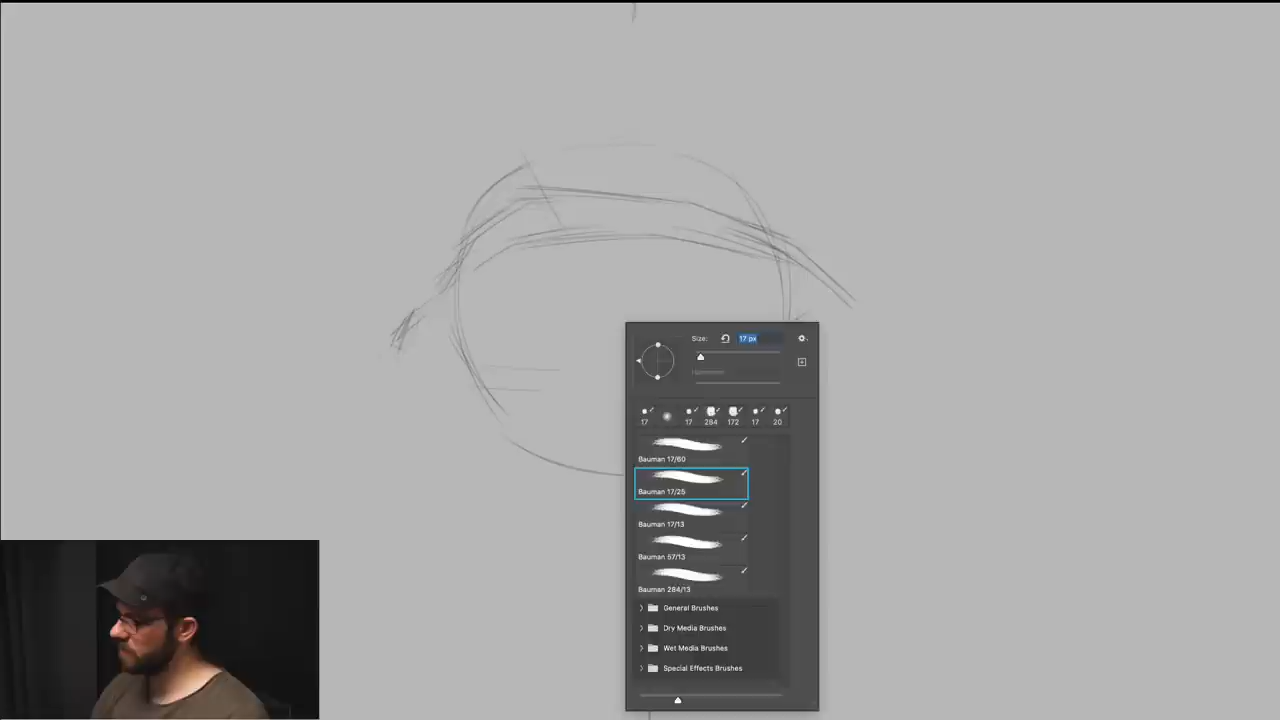 Size: 17 px
Hardness:
17 17 284 172 17 20
Bauman 17/60
Bauman 17/25
Bauman 17/13
Bauman 57/13
Bauman 284/13
General Brushes
Dry Media Brushes
Wet Media Brushes
Special Effects Brushes